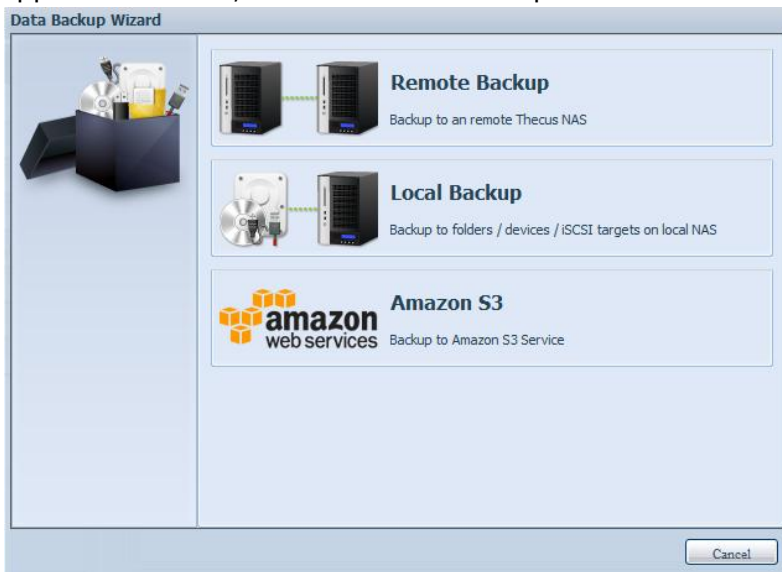 Data Backup Wizard
Remote Backup
Backup to an remote Thecus NAS
Local Backup
Backup to folders / devices / iSCSI targets on local NAS
amazon
web services
Amazon S3
Backup to Amazon S3 Service
Cancel